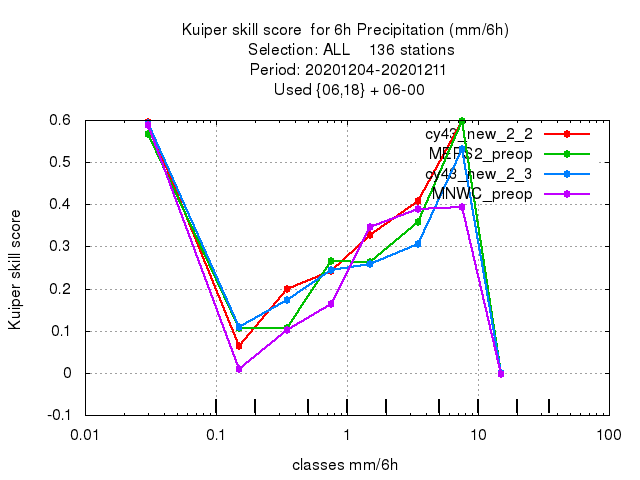 Kuiper skill score  for 6h Precipitation (mm/6h)
Selection: ALL    136 stations
Period: 20201204-20201211
Used {06,18} + 06-00
0.6
0.5
0.4
0.3
0.2
0.1
0
-0.1
Kuiper skill score
cy43_new_2_2
MEPS2_preop
cy43_new_2_3
MNWC_preop
0.01
0.1
1
10
100
classes mm/6h